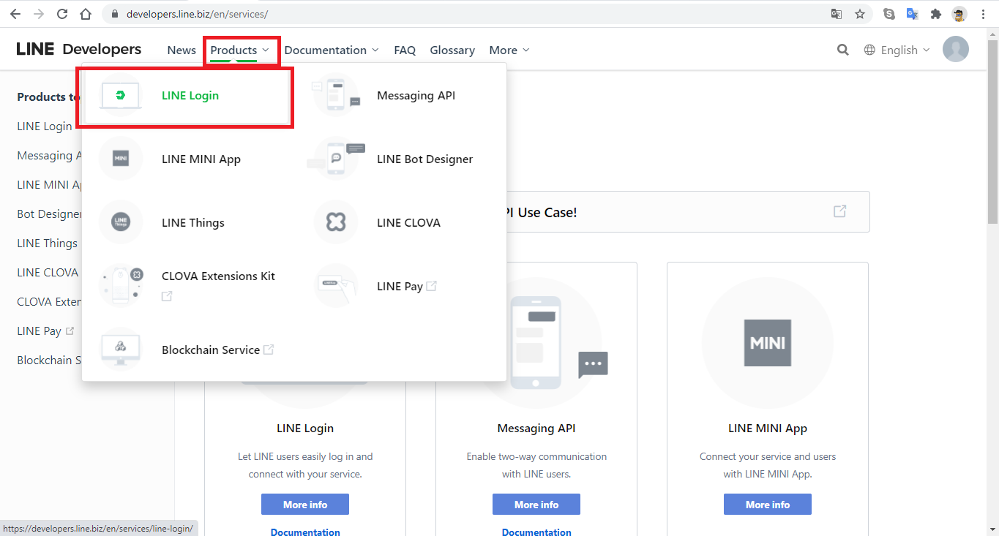 developers.line.biz/en/services/
LINE Developers
News
Products
Documentation
FAQ
Glossary
More
English
Products to
LINE Login
Messaging A
LINE MINI Ap
Bot Designer
LINE Things
LINE CLOVA
CLOVA Exten
LINE Pay
Blockchain S
LINE Login
Messaging API
MINI
LINE MINI App
LINE Bot Designer
LINE Things
LINE Things
LINE CLOVA
CLOVA Extensions Kit
LINE Pay
Blockchain Service
PI Use Case!
MINI
LINE Login
Let LINE users easily log in and
connect with your service.
More info
Documentation
Messaging API
Enable two-way communication
with LINE users.
More info
Documentation
LINE MINI App
Connect your service and users
with LINE MINI App.
More info
https://developers.line.biz/en/services/line-login/